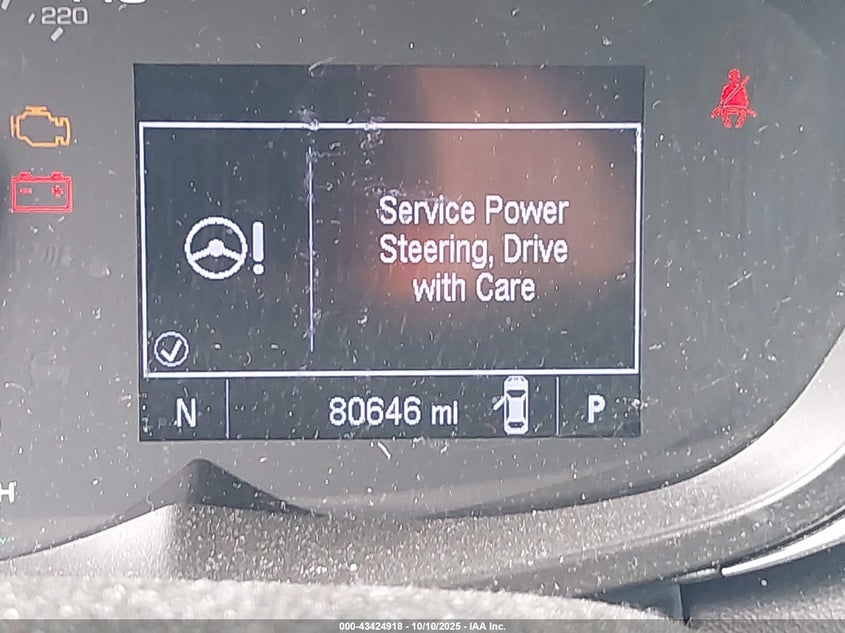 220
Service Power
Steering, Drive
with Care
N 80646 mi P
H
000-43424918 - 10/10/2025 - IAA Inc.